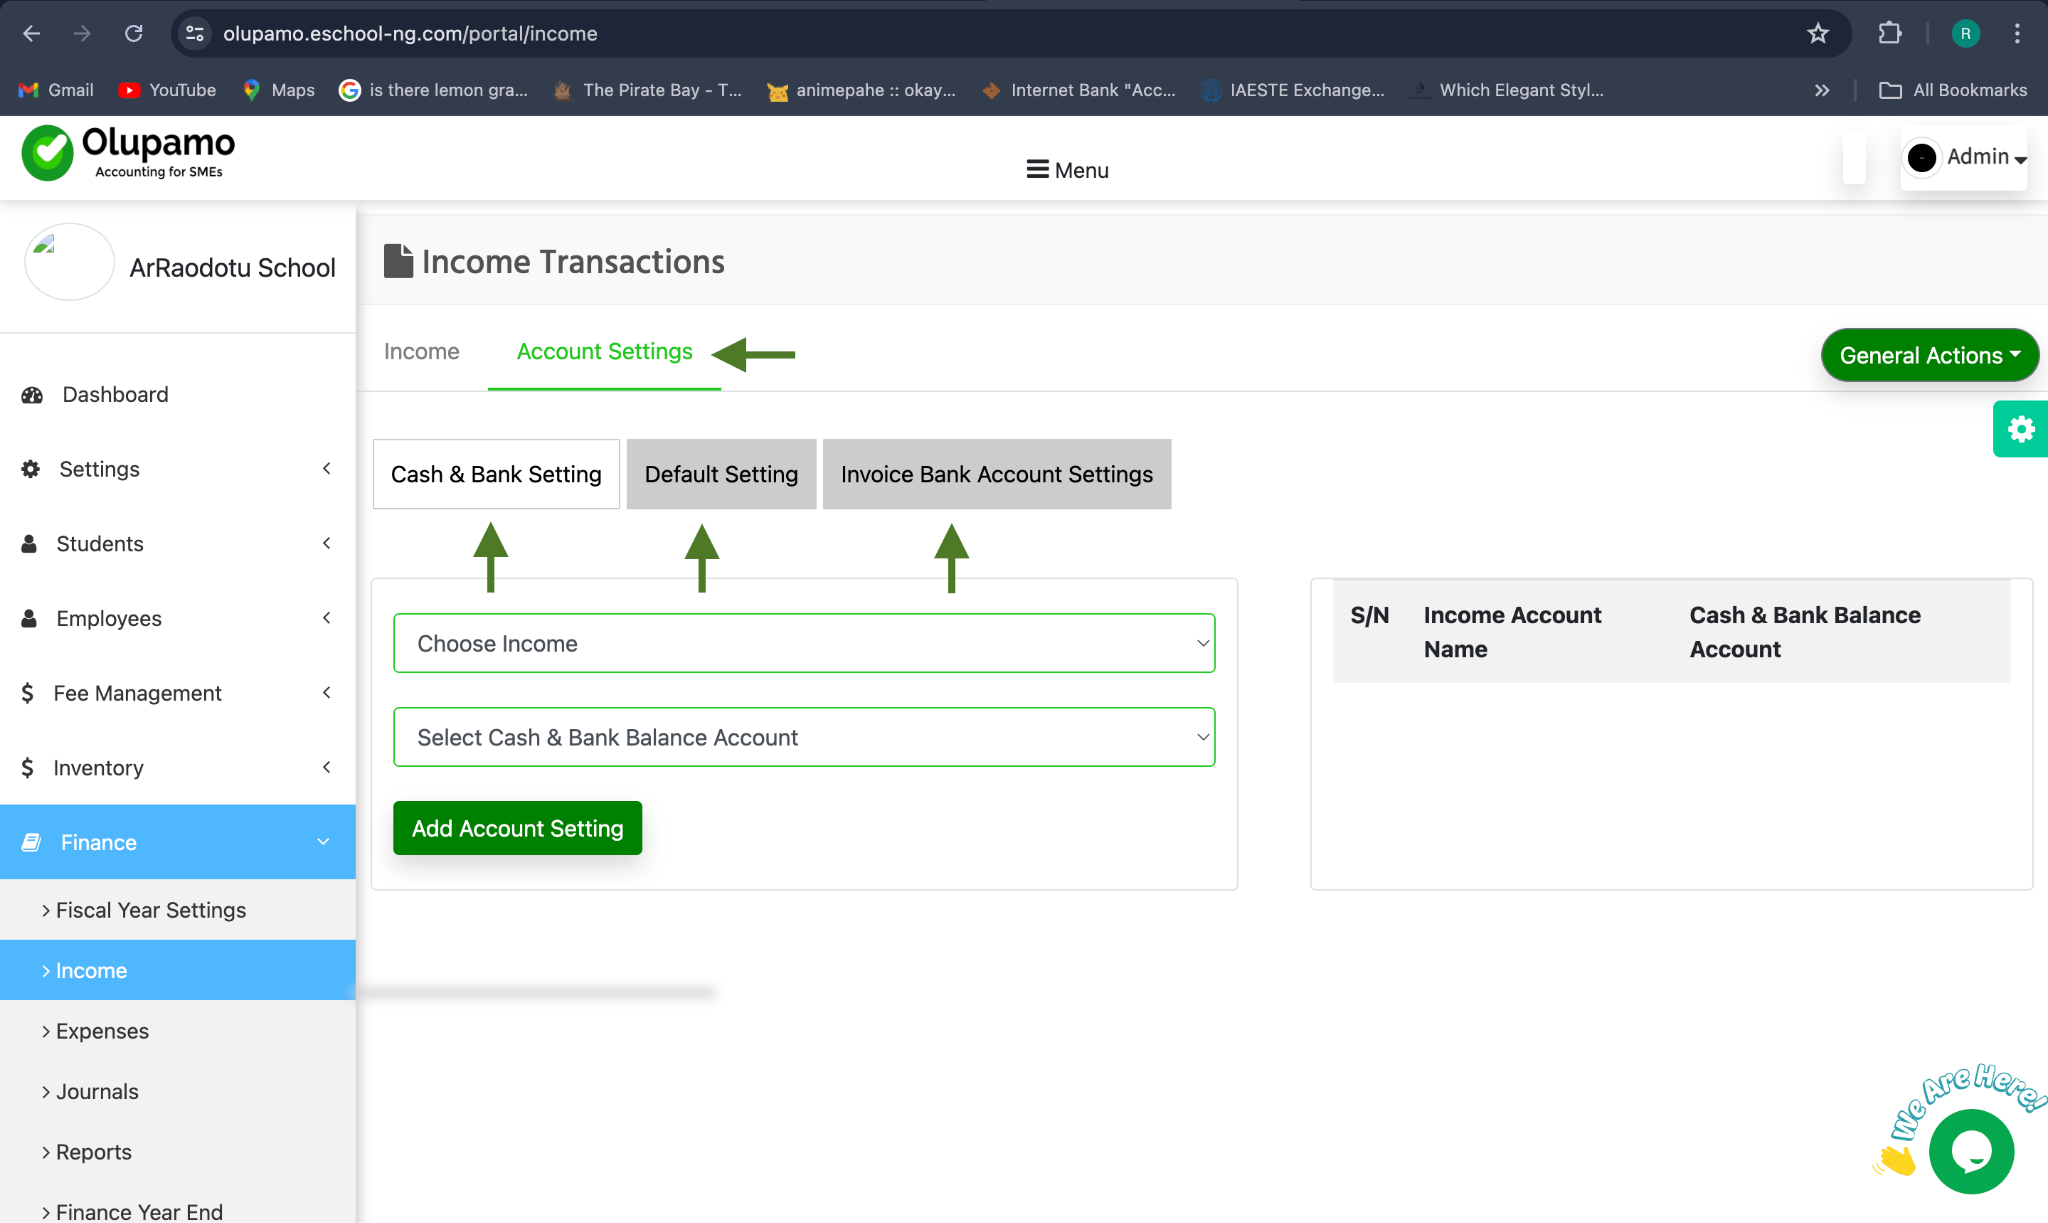 olupamo.eschool-ng.com/portal/income
R
Gmail
YouTube
Maps
is there lemon gra...
The Pirate Bay - T...
animepahe :: okay...
Internet Bank "Acc...
IAESTE Exchange...
Which Elegant Styl...
All Bookmarks
Olupamo
Accounting for SMEs
Menu
Admin
ArRaodotu School
Income Transactions
Income
Account Settings
General Actions
Dashboard
Settings
Students
Employees
Fee Management
Inventory
Finance
Fiscal Year Settings
Income
Expenses
Journals
Reports
Finance Year End
Cash & Bank Setting
Default Setting
Invoice Bank Account Settings
Choose Income
Select Cash & Bank Balance Account
Add Account Setting
S/N
Income Account
Name
Cash & Bank Balance
Account
We Are Here!